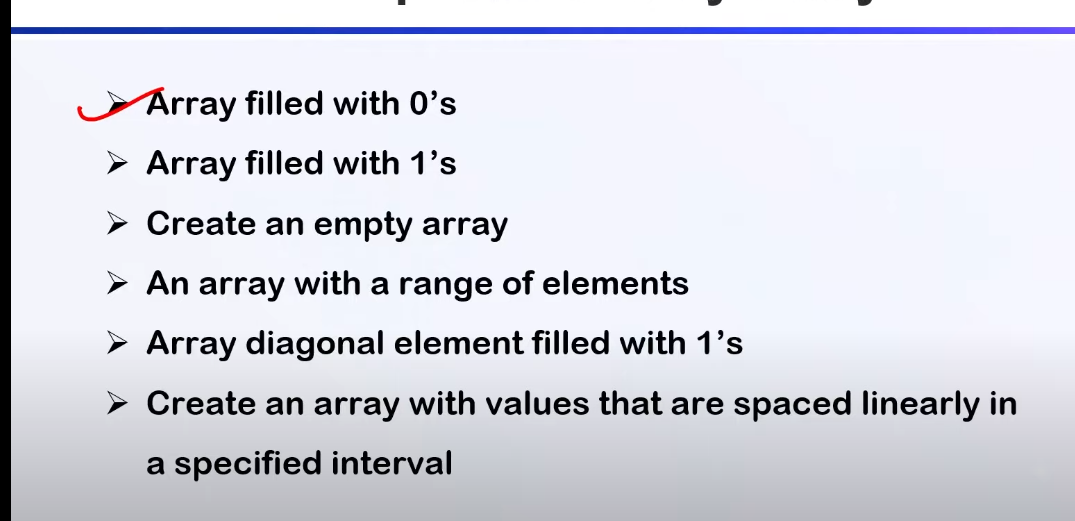 ➢ Array filled with 0’s
➢ Array filled with 1’s
➢ Create an empty array
➢ An array with a range of elements
➢ Array diagonal element filled with 1’s
➢ Create an array with values that are spaced linearly in
a specified interval